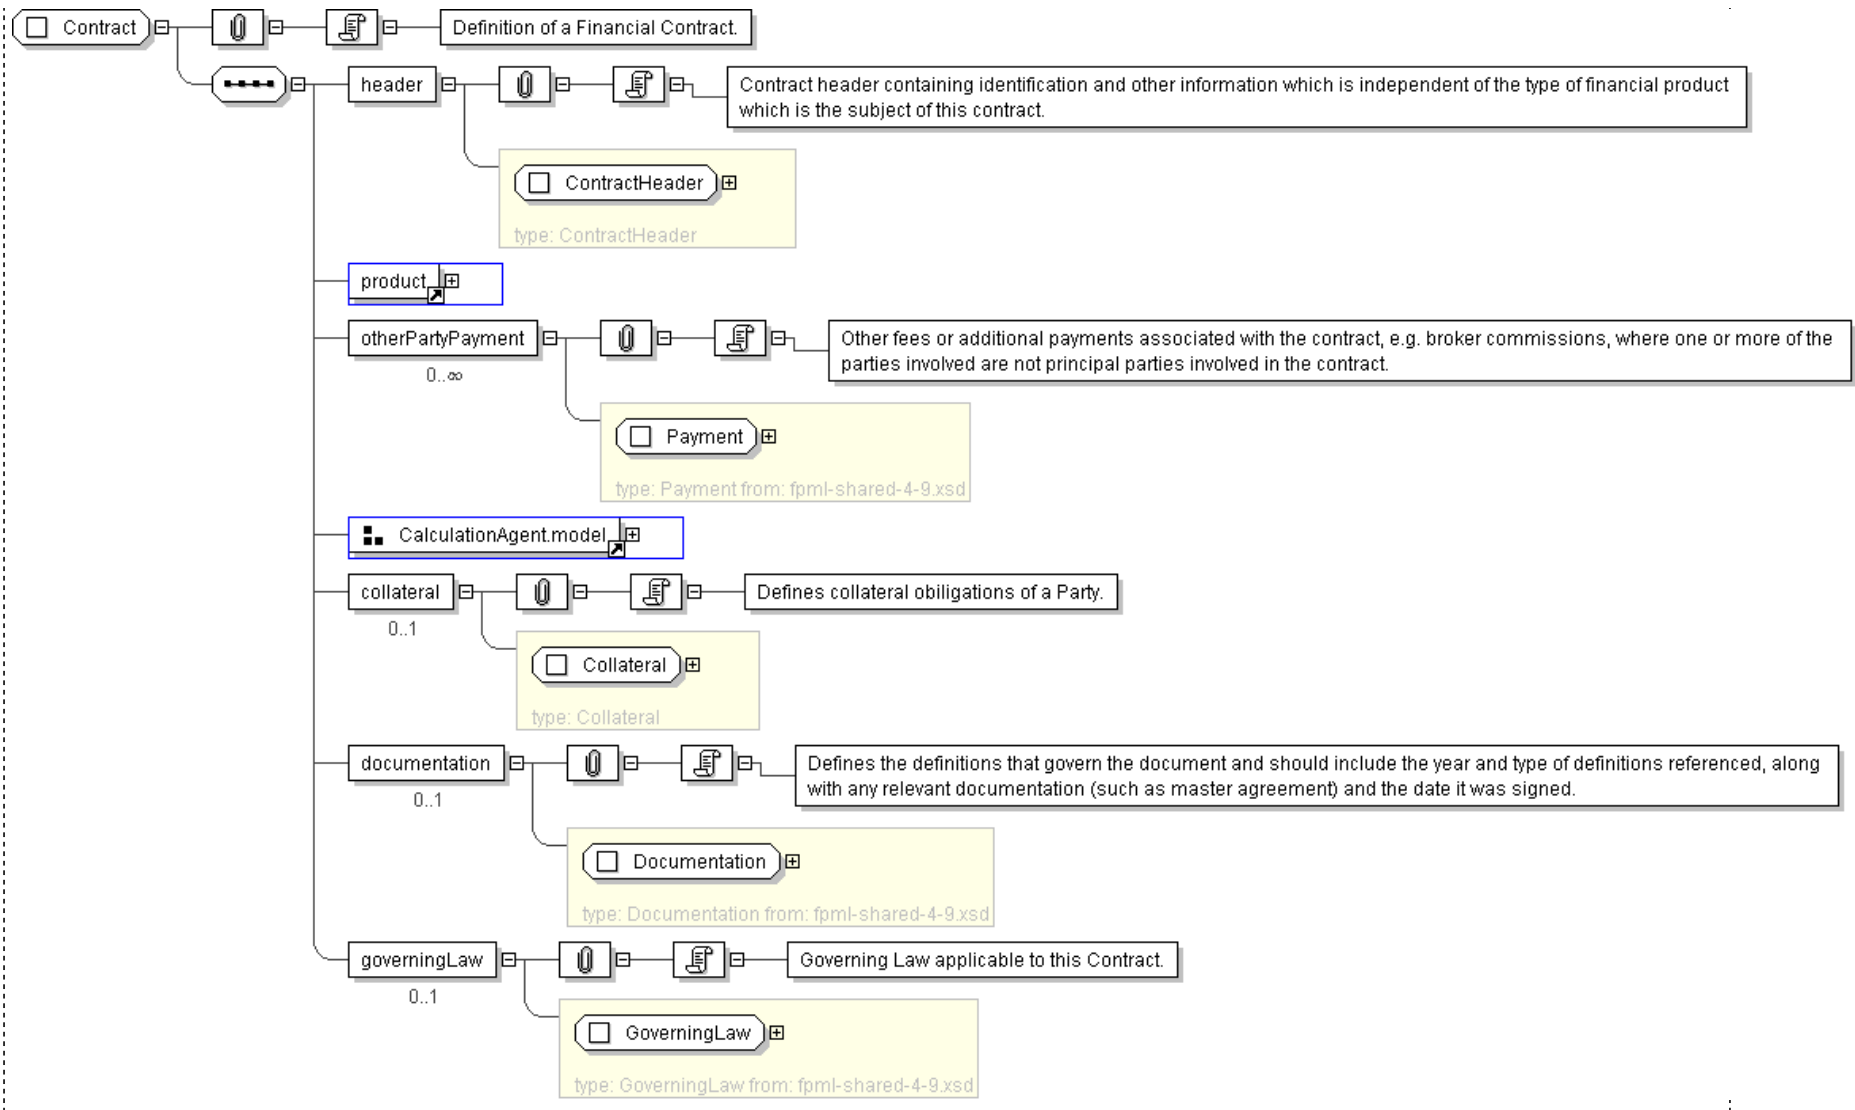 Contract
Definition of a Financial Contract.
header
Contract header containing identification and other information which is independent of the type of financial product
which is the subject of this contract.
ContractHeader
type: ContractHeader
product
otherPartyPayment
Other fees or additional payments associated with the contract, e.g. broker commissions, where one or more of the
parties involved are not principal parties involved in the contract.
0..∞
Payment
type: Payment from: fpml-shared-4-9.xsd
CalculationAgent.model
collateral
Defines collateral obiligations of a Party.
0..1
Collateral
type: Collateral
documentation
Defines the definitions that govern the document and should include the year and type of definitions referenced, along
with any relevant documentation (such as master agreement) and the date it was signed.
0..1
Documentation
type: Documentation from: fpml-shared-4-9.xsd
governingLaw
Governing Law applicable to this Contract.
0..1
GoverningLaw
type: GoverningLaw from: fpml-shared-4-9.xsd